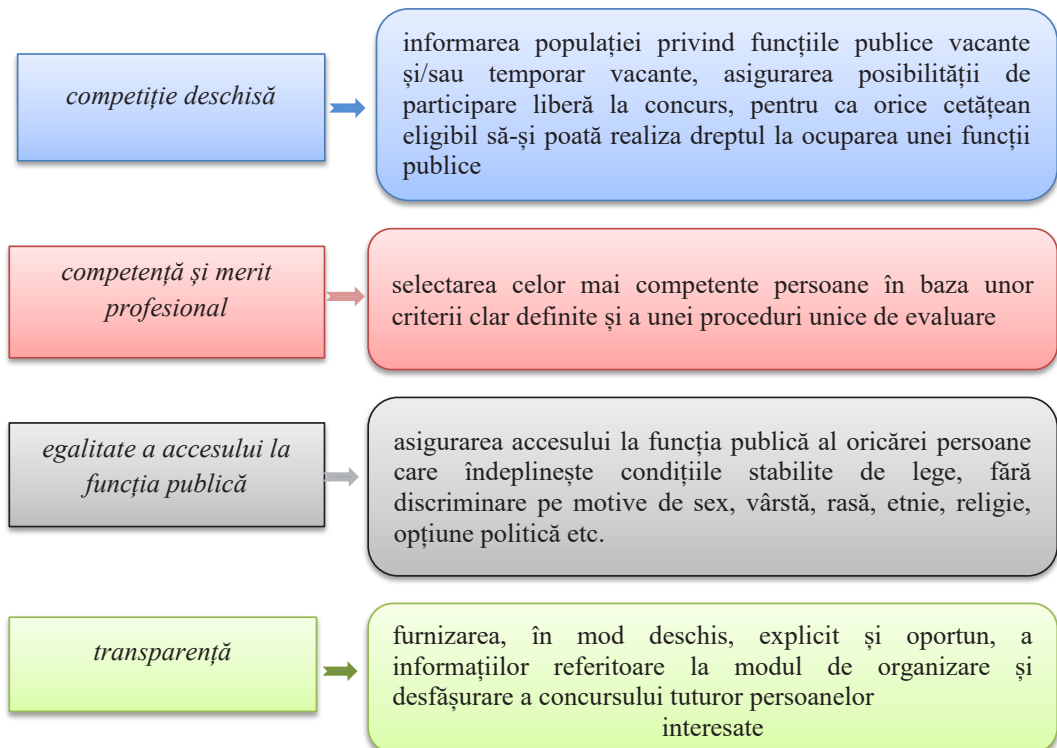 competiție deschisă
informarea populației privind funcțiile publice vacante
și/sau temporar vacante, asigurarea posibilității de
participare liberă la concurs, pentru ca orice cetățean
eligibil să-și poată realiza dreptul la ocuparea unei funcții
publice
competență și merit
profesional
selectarea celor mai competente persoane în baza unor
criterii clar definite și a unei proceduri unice de evaluare
egalitate a accesului la
funcția publică
asigurarea accesului la funcția publică al oricărei persoane
care îndeplinește condițiile stabilite de lege, fără
discriminare pe motive de sex, vârstă, rasă, etnie, religie,
opțiune politică etc.
transparență
furnizarea, în mod deschis, explicit și oportun, a
informațiilor referitoare la modul de organizare și
desfășurare a concursului tuturor persoanelor
interesate